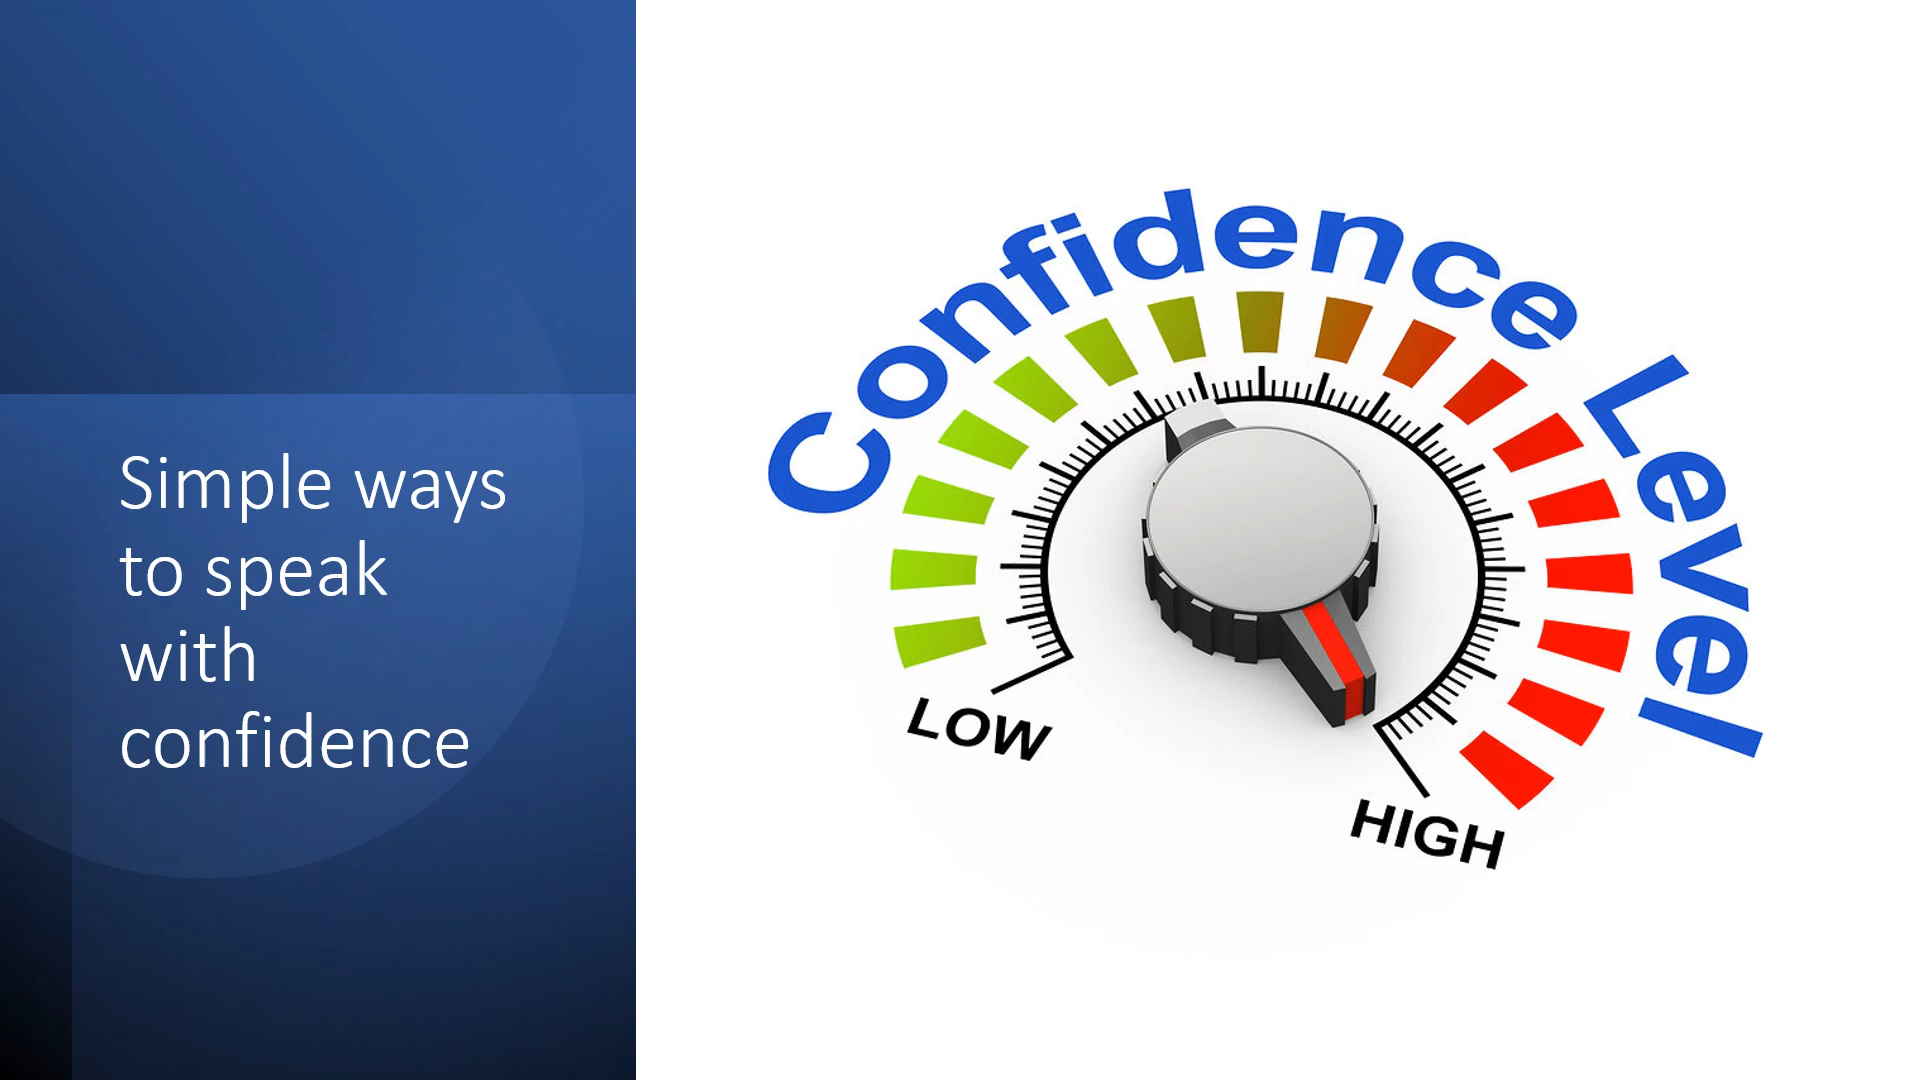 Simple ways
to speak
with
confidence
Confidence Level
LOW
HIGH